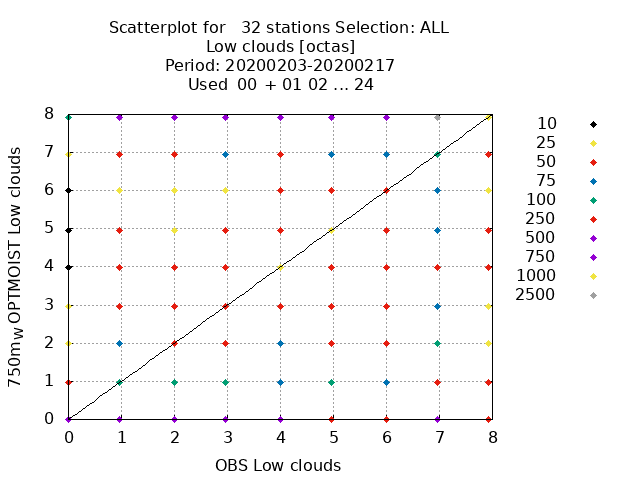 Scatterplot for   32 stations Selection: ALL
Low clouds [octas]
Period: 20200203-20200217
Used  00 + 01 02 ... 24
8
7
6
5
4
3
2
1
0
750mw OPTMOIST Low clouds
0 1 2 3 4 5 6 7 8
OBS Low clouds
10
25
50
75
100
250
500
750
1000
2500